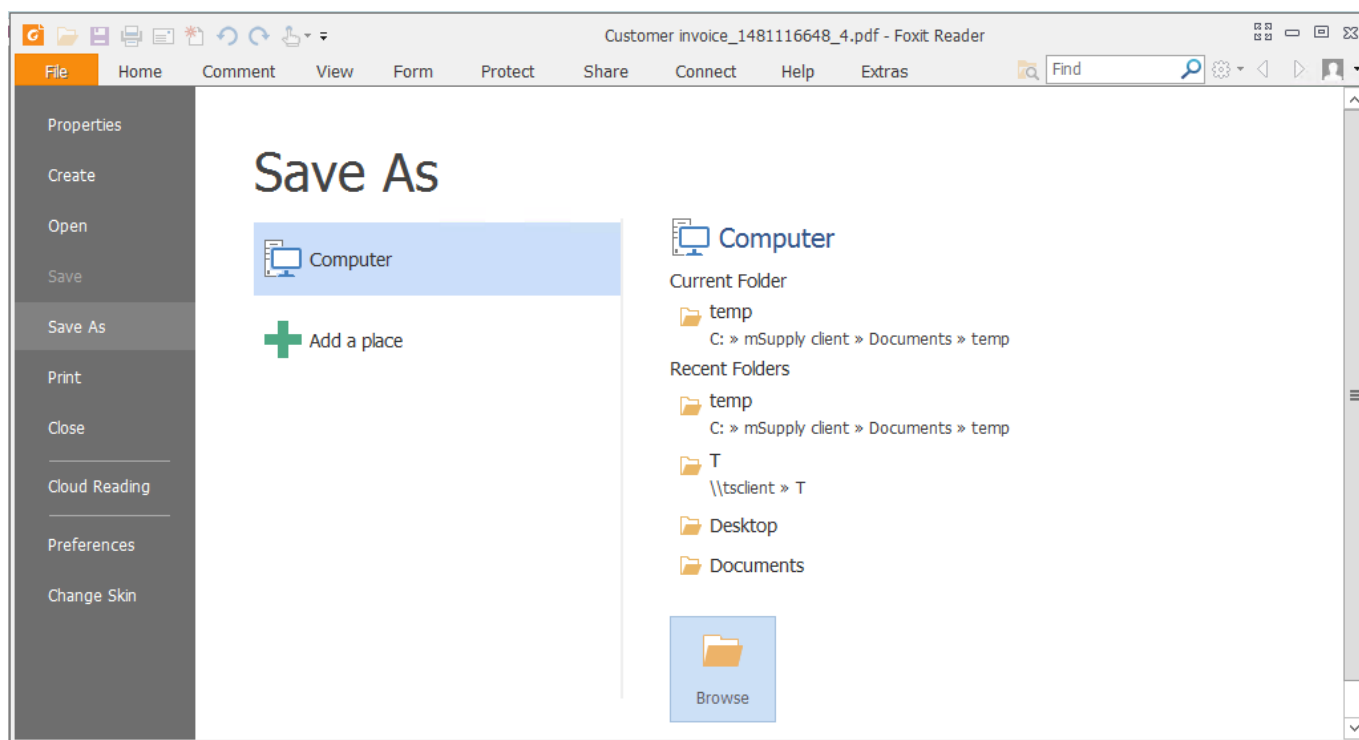 Customer invoice_1481116648_4.pdf - Foxit Reader
File Home Comment View Form Protect Share Connect Help Extras Find
Properties
Create
Open
Save
Save As
Print
Close
Cloud Reading
Preferences
Change Skin
Save As
Computer
Add a place
Computer
Current Folder
temp
C: » mSupply client » Documents » temp
Recent Folders
temp
C: » mSupply client » Documents » temp
T
\\tsclient » T
Desktop
Documents
Browse